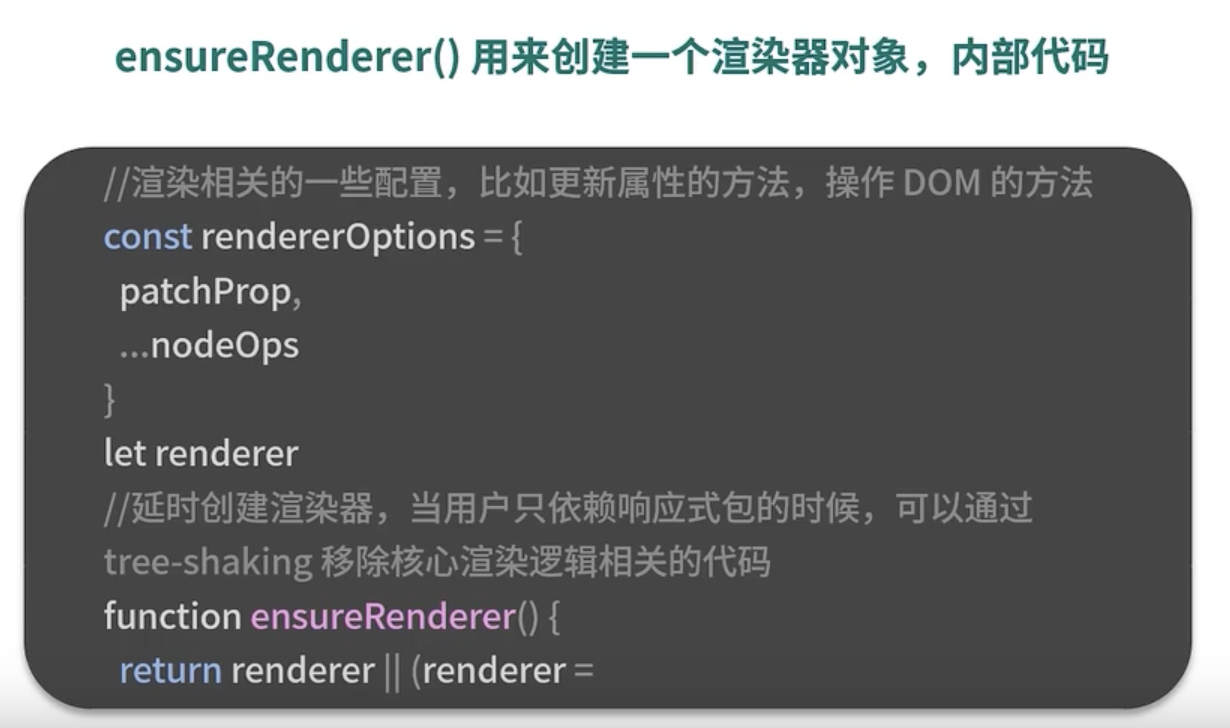 ensureRenderer() 用来创建一个渲染器对象，内部代码
//渲染相关的一些配置，比如更新属性的方法，操作 DOM 的方法
const rendererOptions = {
  patchProp,
  ...nodeOps
}
let renderer
//延时创建渲染器，当用户只依赖响应式包的时候，可以通过
tree-shaking 移除核心渲染逻辑相关的代码
function ensureRenderer() {
  return renderer || (renderer =